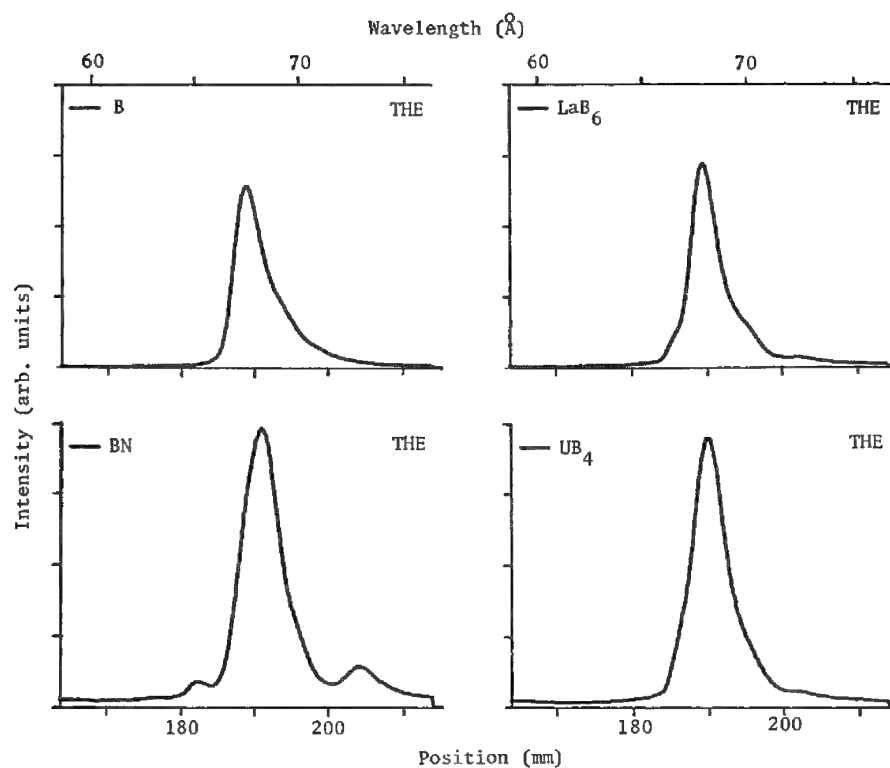 Wavelength (Å)
60 70 60 70
B THE
LaB6 THE
Intensity (arb. units)
BN THE
UB4 THE
180 200 180 200
Position (mm)